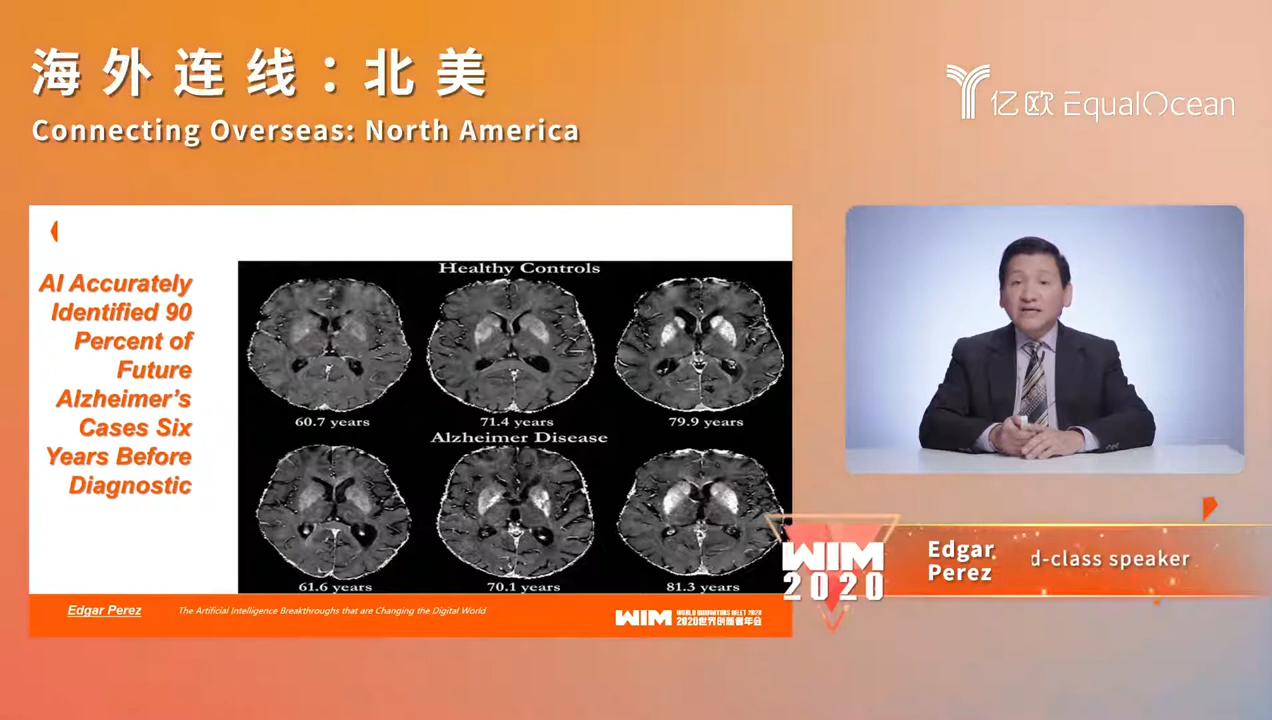 海外连线：北美
Connecting Overseas: North America
亿欧 EqualOcean
AI Accurately
Identified 90
Percent of
Future
Alzheimer's
Cases Six
Years Before
Diagnostic
Healthy Controls
60.7 years
71.4 years
79.9 years
Alzheimer Disease
61.6 years
70.1 years
81.3 years
Edgar Perez
The Artificial Intelligence Breakthroughs that are Changing the Digital World
WIM
WORLD INNOVATORS MEET 2020
2020世界创新者年会
WIM
2020
Edgar
Perez
d-class speaker